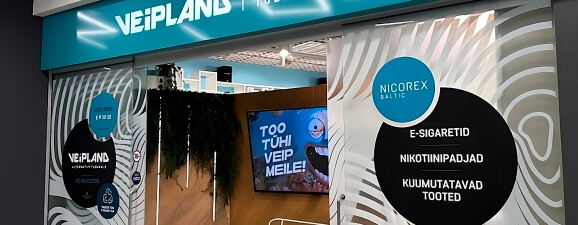 VEIPLAND
NICOREX
BALTIC
E-SIGARETID
NIKOTIINIPADJAD
KUUMUTATAVAD
TOOTED
TOO
TÜHI
VEIP
MEILE!
VEIPLAND